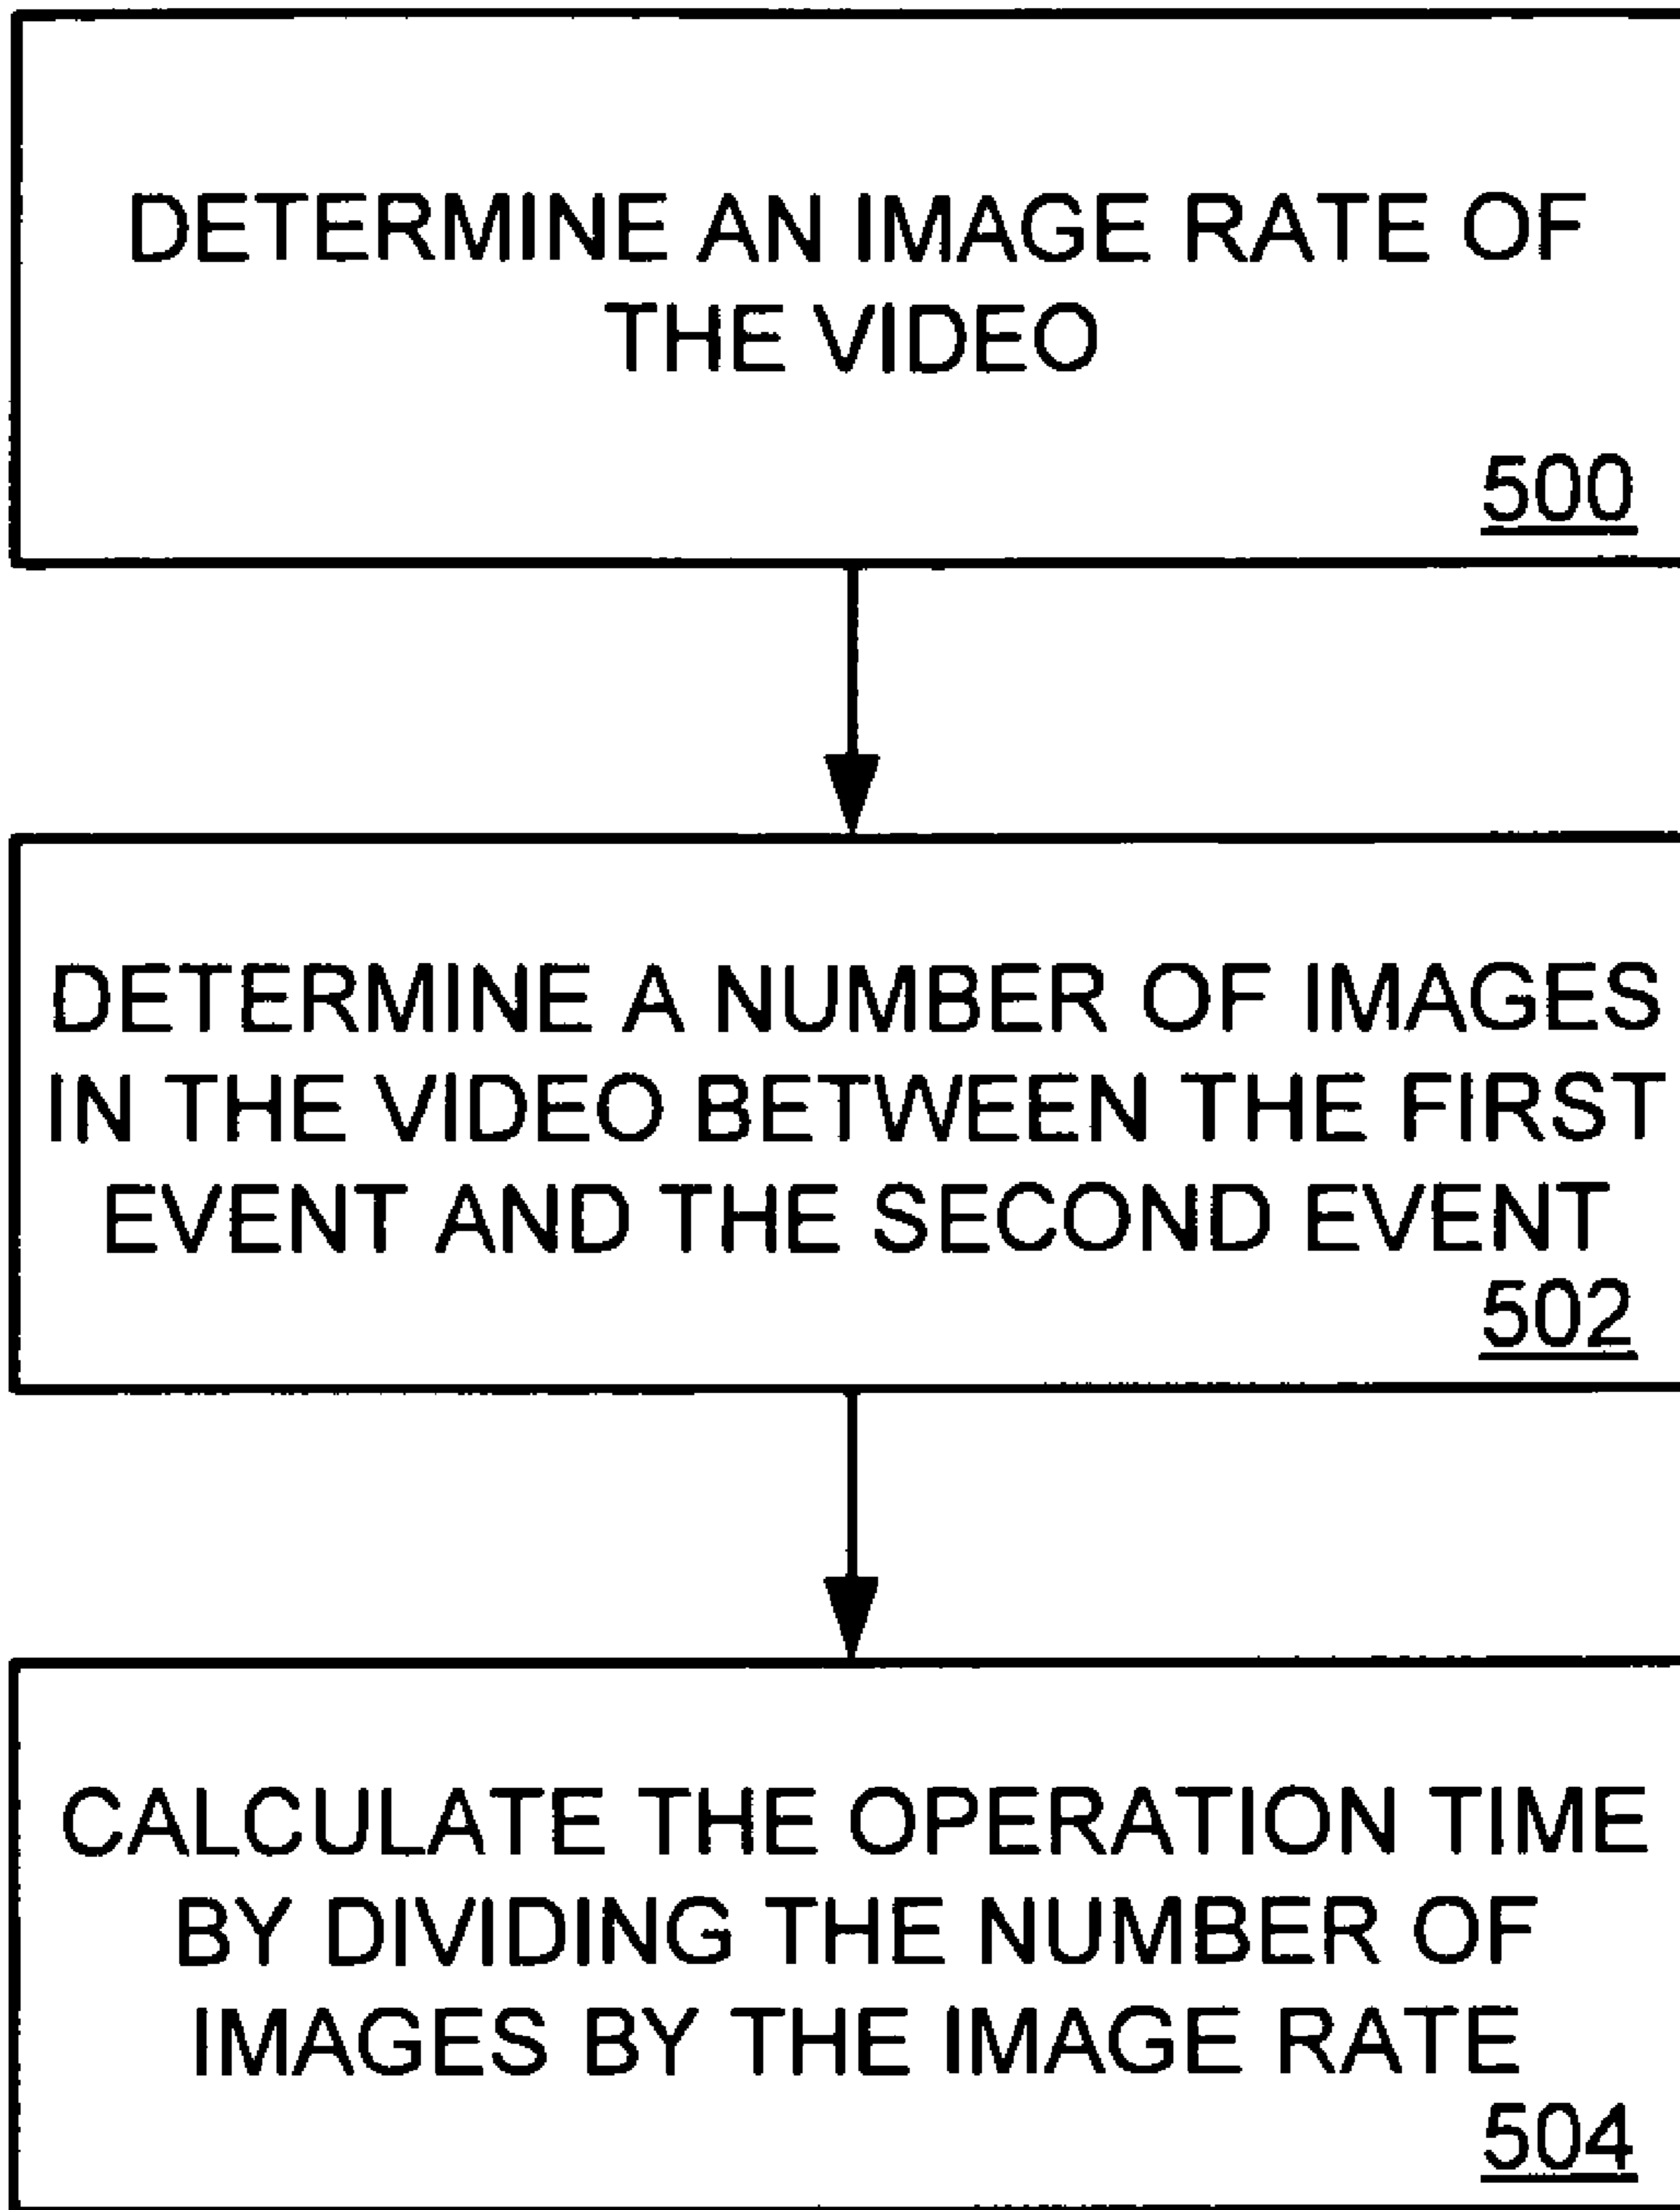 DETERMINE AN IMAGE RATE OF
THE VIDEO
500
DETERMINE A NUMBER OF IMAGES
IN THE VIDEO BETWEEN THE FIRST
EVENT AND THE SECOND EVENT
502
CALCULATE THE OPERATION TIME
BY DIVIDING THE NUMBER OF
IMAGES BY THE IMAGE RATE
504